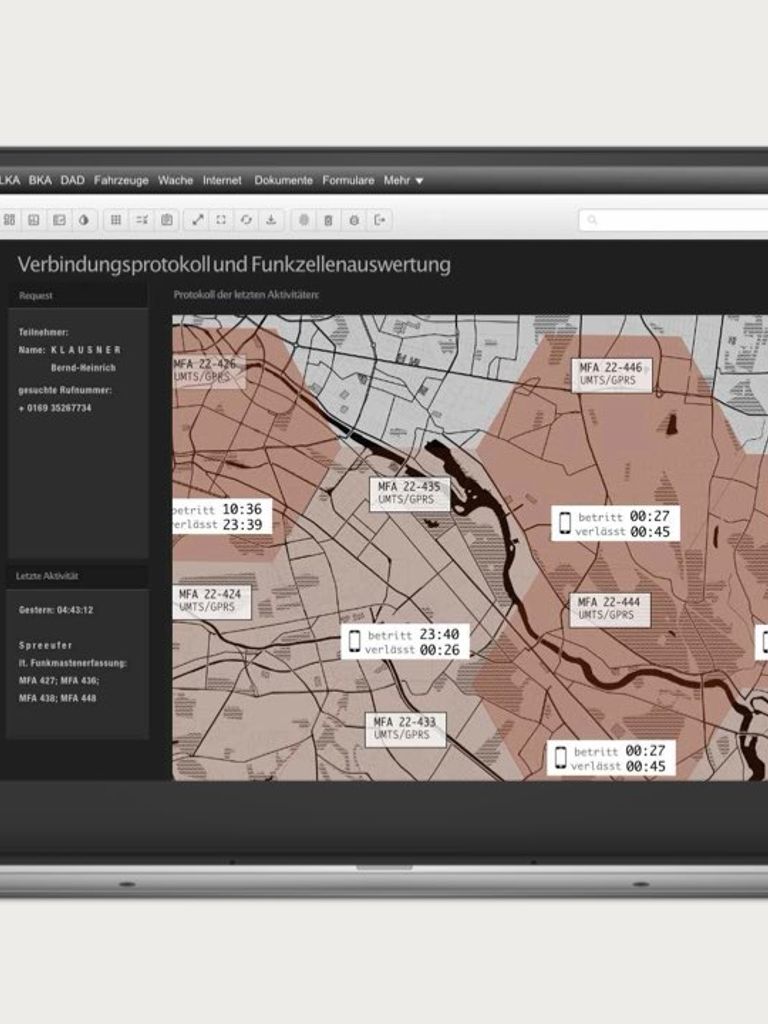 LKA BKA DAD Fahrzeuge Wache Internet Dokumente Formulare Mehr
Verbindungsprotokoll und Funkzellenauswertung
Request
Teilnehmer:
Name: K L A U S N E R
Bernd-Heinrich
gesuchte Rufnummer:
+ 0169 35267734
Letzte Aktivität
Gestern: 04:43:12
S p r e e u f e r
lt. Funkmastenerfassung:
MFA 427; MFA 436;
MFA 438; MFA 448
Protokoll der letzten Aktivitäten:
MFA 22-426
UMTS/GPRS
MFA 22-446
UMTS/GPRS
MFA 22-435
UMTS/GPRS
betritt 10:36
verlässt 23:39
betritt 00:27
verlässt 00:45
MFA 22-424
UMTS/GPRS
MFA 22-444
UMTS/GPRS
betritt 23:40
verlässt 00:26
MFA 22-433
UMTS/GPRS
betritt 00:27
verlässt 00:45